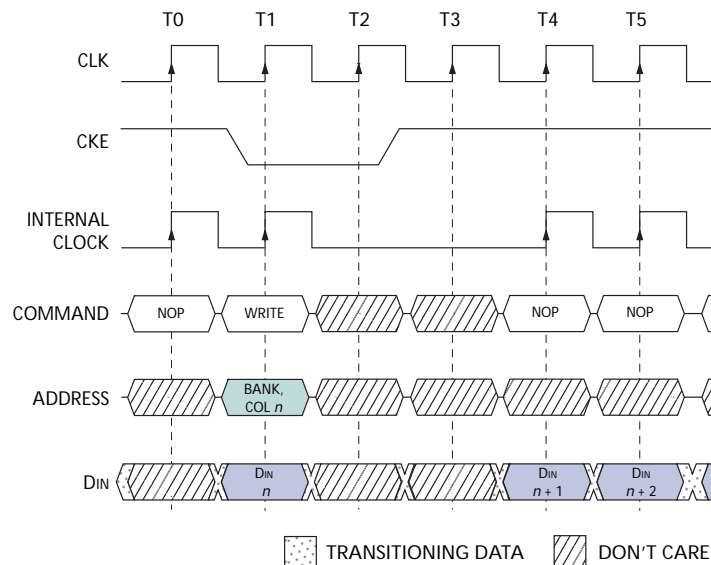 T0 T1 T2 T3 T4 T5
CLK
CKE
INTERNAL
CLOCK
COMMAND NOP WRITE NOP NOP
ADDRESS BANK,
COL n
DIN DIN DIN DIN
n n + 1 n + 2
TRANSITIONING DATA DON'T CARE